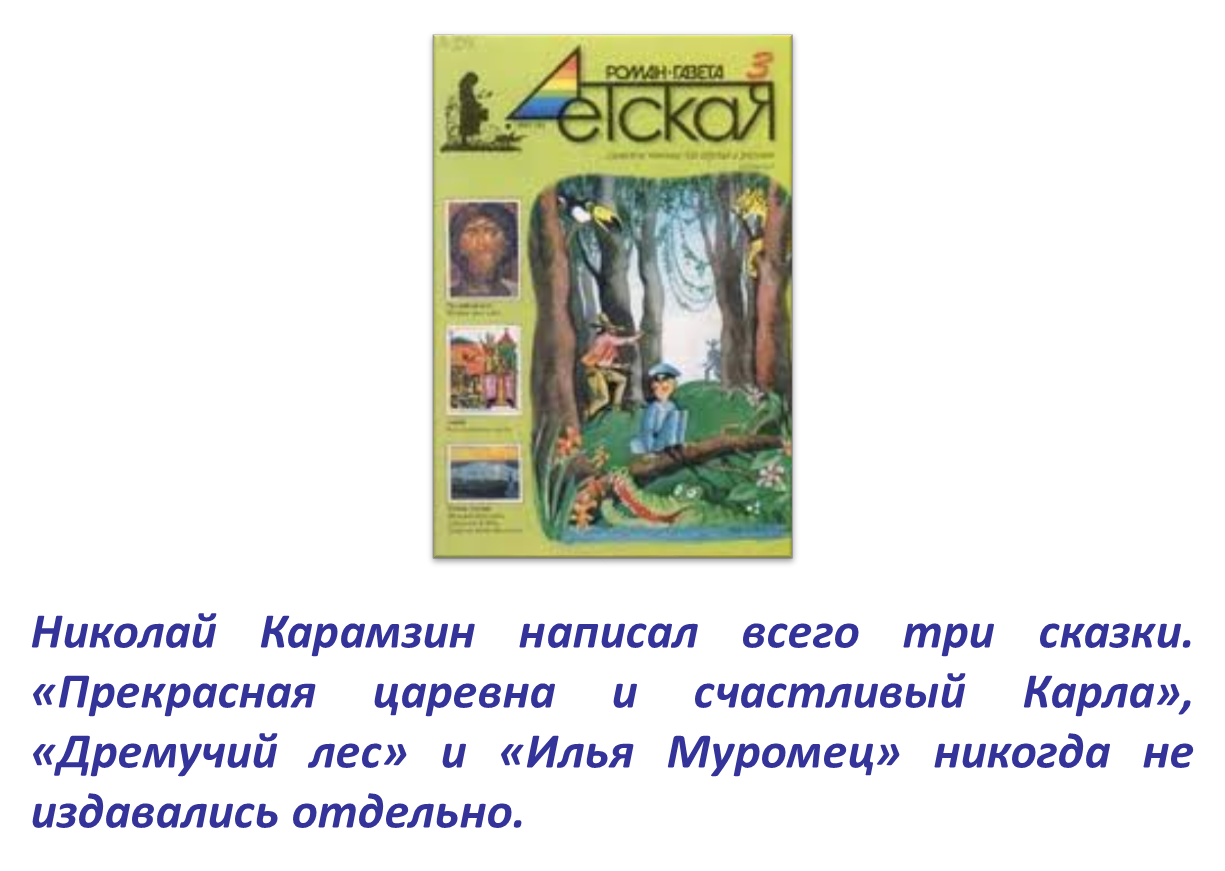 РОМАН-ГАЗЕТА 3
Детская
Николай Карамзин написал всего три сказки.
«Прекрасная царевна и счастливый Карла»,
«Дремучий лес» и «Илья Муромец» никогда не
издавались отдельно.